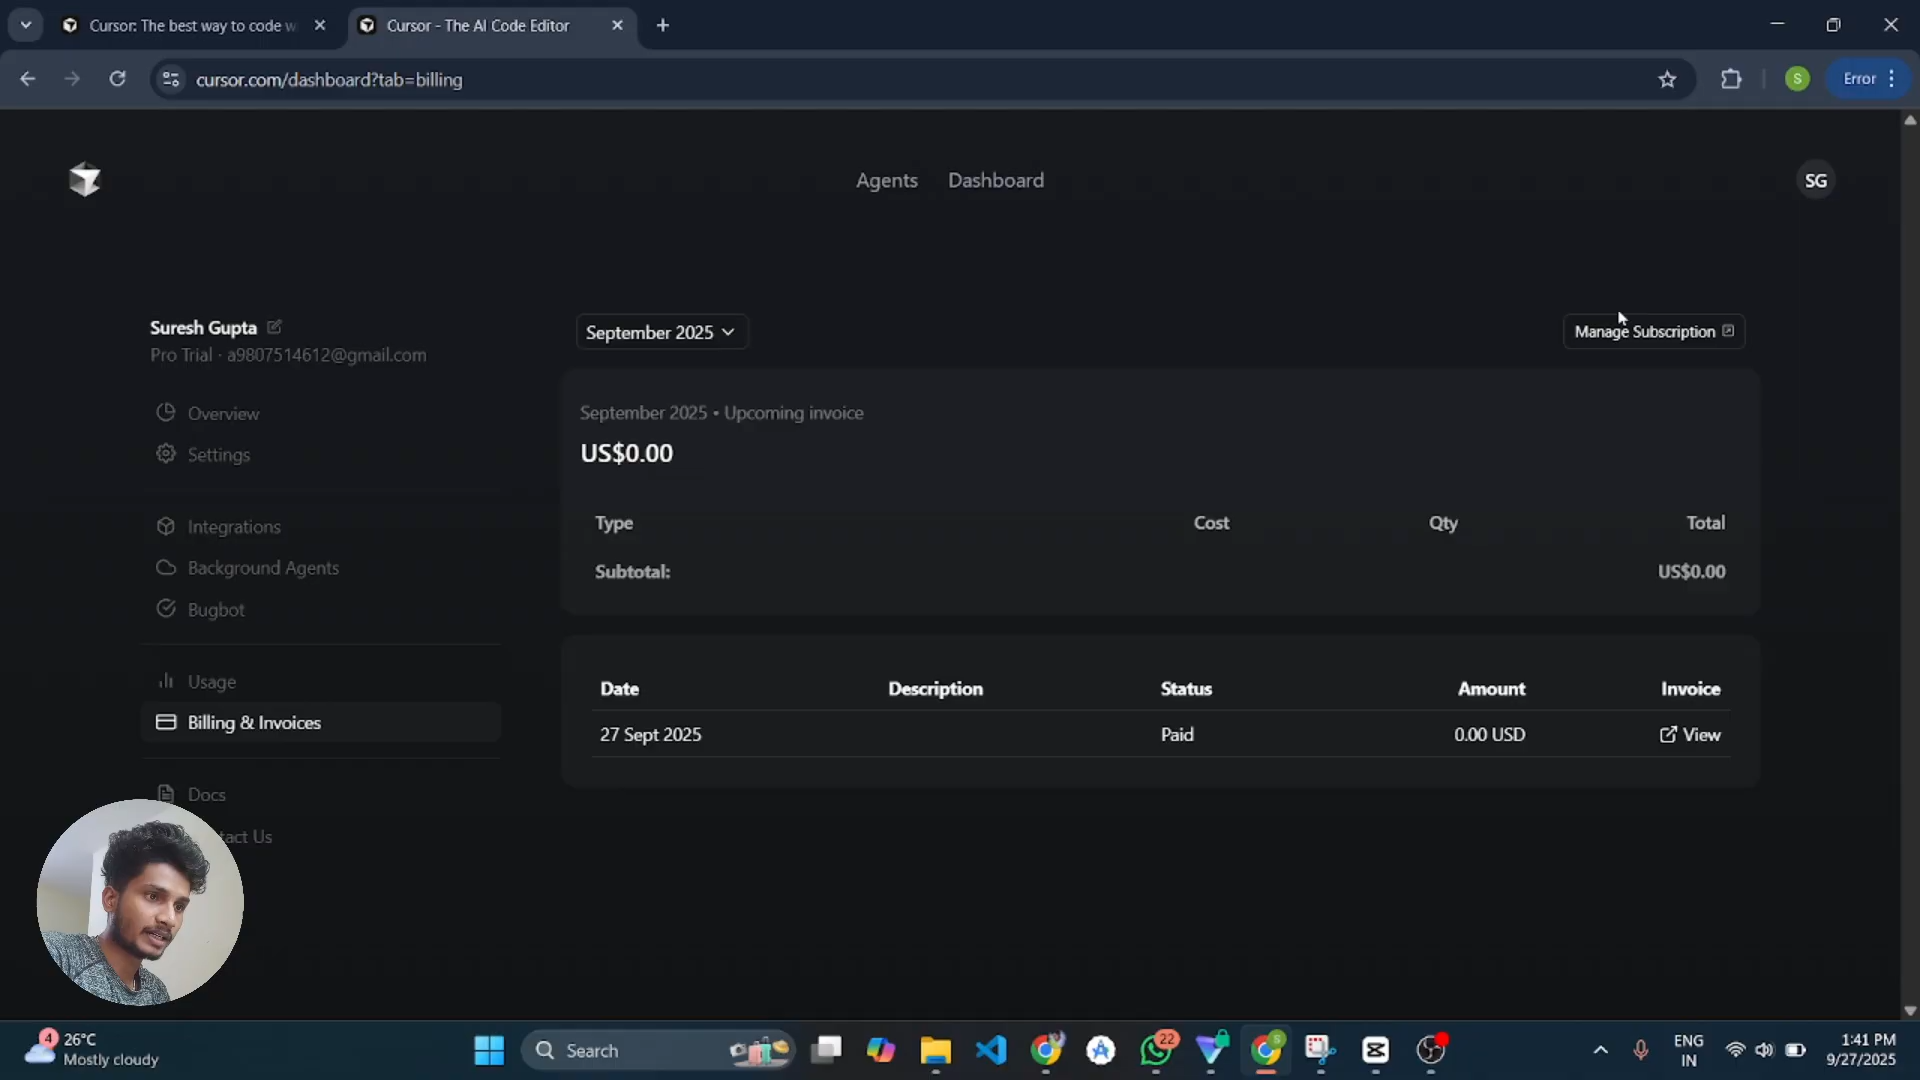 Cursor: The best way to code w
Cursor - The AI Code Editor
cursor.com/dashboard?tab=billing
S
Error
Agents
Dashboard
SG
Suresh Gupta
Pro Trial · a9807514612@gmail.com
September 2025
Manage Subscription
Overview
Settings
Integrations
Background Agents
Bugbot
Usage
Billing & Invoices
Docs
tact Us
September 2025 • Upcoming invoice
US$0.00
Type Cost Qty Total
Subtotal: US$0.00
Date Description Status Amount Invoice
27 Sept 2025 Paid 0.00 USD View
4
26°C
Mostly cloudy
Search
22
S
ENG
IN
1:41 PM
9/27/2025